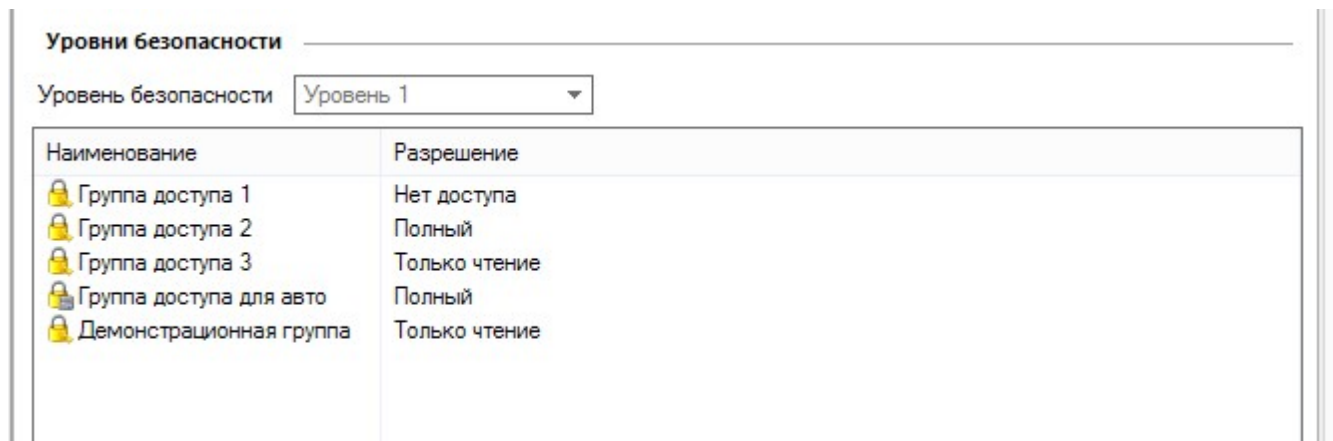 Уровни безопасности
Уровень безопасности Уровень 1
Наименование Разрешение
Группа доступа 1 Нет доступа
Группа доступа 2 Полный
Группа доступа 3 Только чтение
Группа доступа для авто Полный
Демонстрационная группа Только чтение